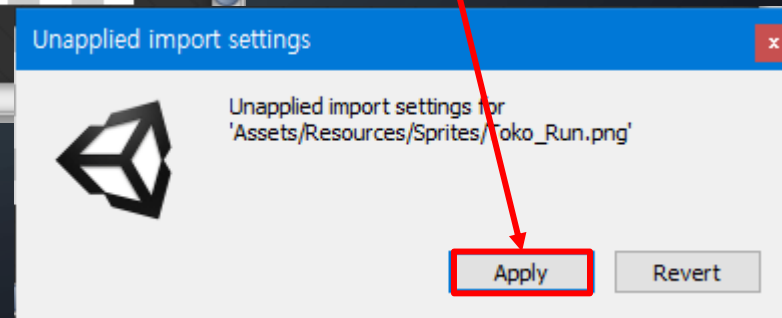 Unapplied import settings
x
Unapplied import settings for
'Assets/Resources/Sprites/Toko_Run.png'
Apply
Revert